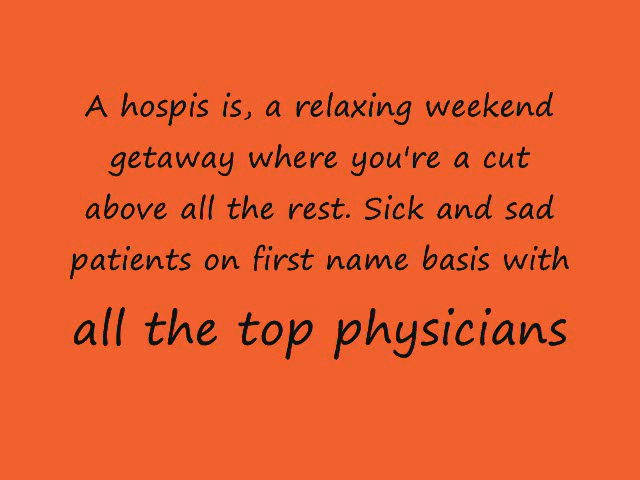 A hospis is, a relaxing weekend
getaway where you're a cut
above all the rest. Sick and sad
patients on first name basis with
all the top physicians